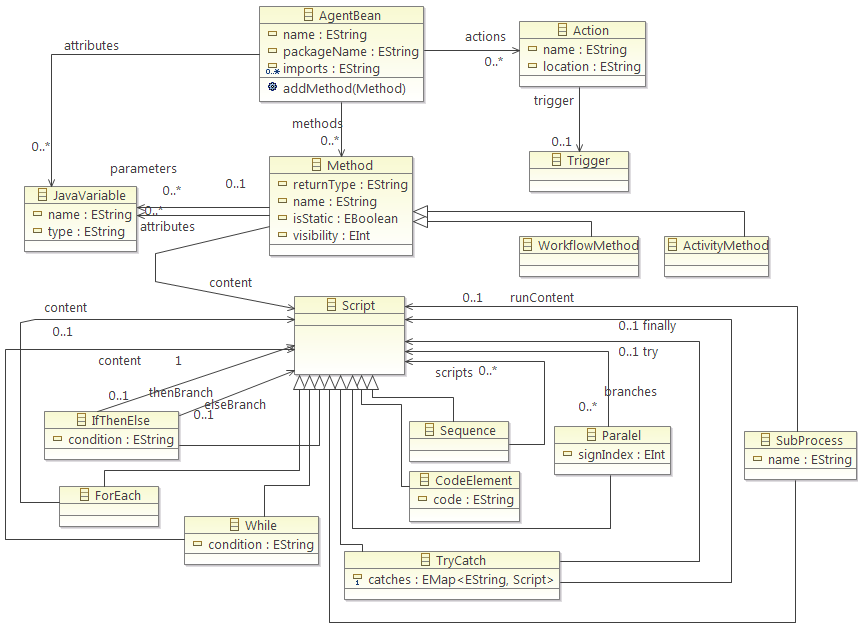 AgentBean
name : EString
packageName : EString
0..* imports : EString
addMethod(Method)
actions
0..*
Action
name : EString
location : EString
attributes
0..*
trigger
0..1
Trigger
methods
0..*
parameters
0..*
0..1
Method
returnType : EString
name : EString
isStatic : EBoolean
visibility : EInt
JavaVariable
name : EString
type : EString
0..*
attributes
WorkflowMethod
ActivityMethod
content
Script
0..1
runContent
content
0..1
0..1 finally
0..1 try
content
1
scripts 0..*
0..1
thenBranch
elseBranch
0..1
branches
0..*
IfThenElse
condition : EString
Sequence
Paralel
signIndex : EInt
SubProcess
name : EString
ForEach
CodeElement
code : EString
While
condition : EString
TryCatch
1 catches : EMap<EString, Script>